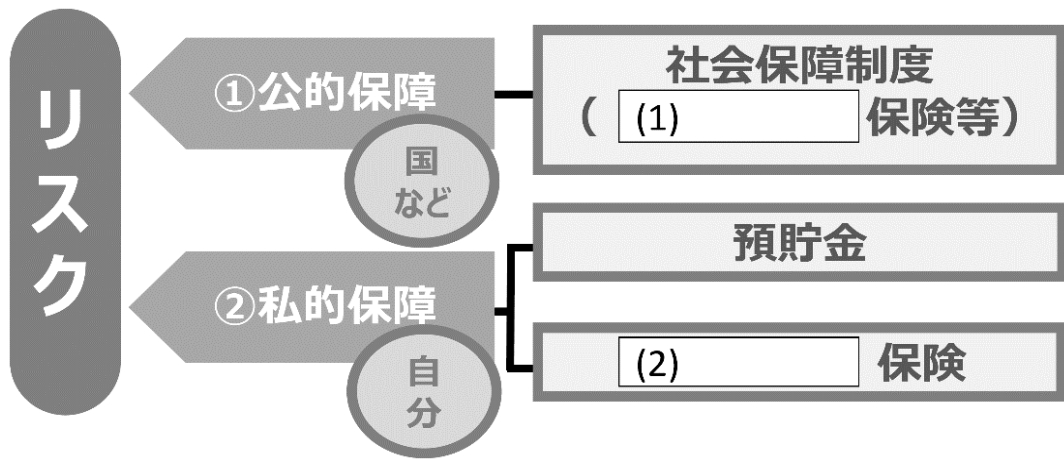 リスク
①公的保障
国
など
社会保障制度
( (1) 保険等)
②私的保障
自
分
預貯金
(2) 保険